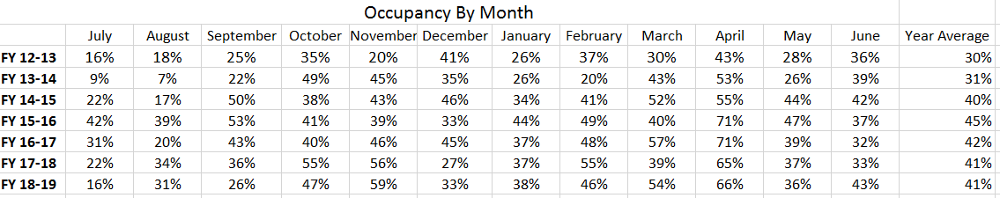 Occupancy By Month
July August September October November December January February March April May June Year Average
FY 12-13 16% 18% 25% 35% 20% 41% 26% 37% 30% 43% 28% 36% 30%
FY 13-14 9% 7% 22% 49% 45% 35% 26% 20% 43% 53% 26% 39% 31%
FY 14-15 22% 17% 50% 38% 43% 46% 34% 41% 52% 55% 44% 42% 40%
FY 15-16 42% 39% 53% 41% 39% 33% 44% 49% 40% 71% 47% 37% 45%
FY 16-17 31% 20% 43% 40% 46% 45% 37% 48% 57% 71% 39% 32% 42%
FY 17-18 22% 34% 36% 55% 56% 27% 37% 55% 39% 65% 37% 33% 41%
FY 18-19 16% 31% 26% 47% 59% 33% 38% 46% 54% 66% 36% 43% 41%